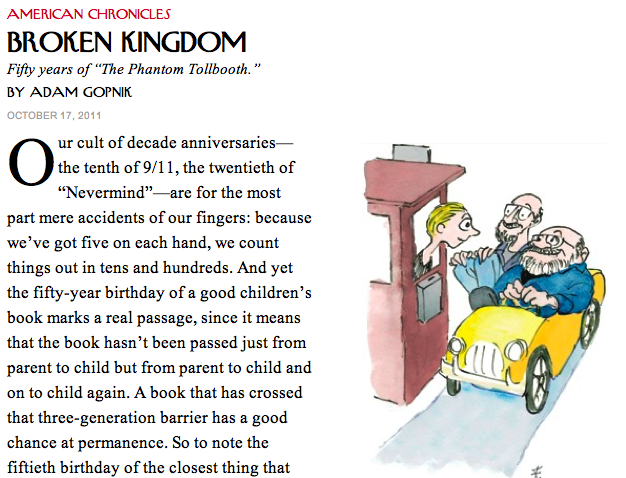 AMERICAN CHRONICLES
BROKEN KINGDOM
Fifty years of “The Phantom Tollbooth.”
BY ADAM GOPNIK
OCTOBER 17, 2011
Our cult of decade anniversaries—
the tenth of 9/11, the twentieth of
“Nevermind”—are for the most
part mere accidents of our fingers: because
we’ve got five on each hand, we count
things out in tens and hundreds. And yet
the fifty-year birthday of a good children’s
book marks a real passage, since it means
that the book hasn’t been passed just from
parent to child but from parent to child and
on to child again. A book that has crossed
that three-generation barrier has a good
chance at permanence. So to note the
fiftieth birthday of the closest thing that